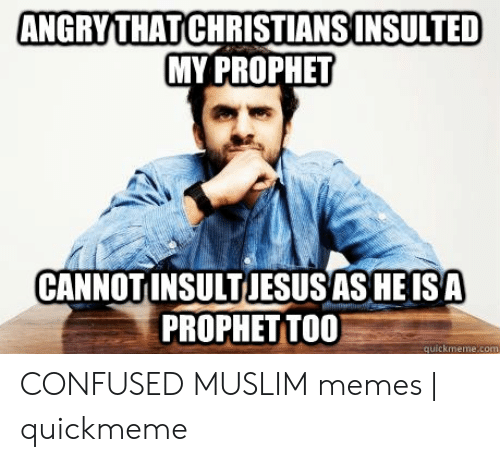 ANGRY THAT CHRISTIANS INSULTED
MY PROPHET
CANNOT INSULT JESUS AS HE IS A
PROPHET TOO
quickmeme.com
CONFUSED MUSLIM memes |
quickmeme